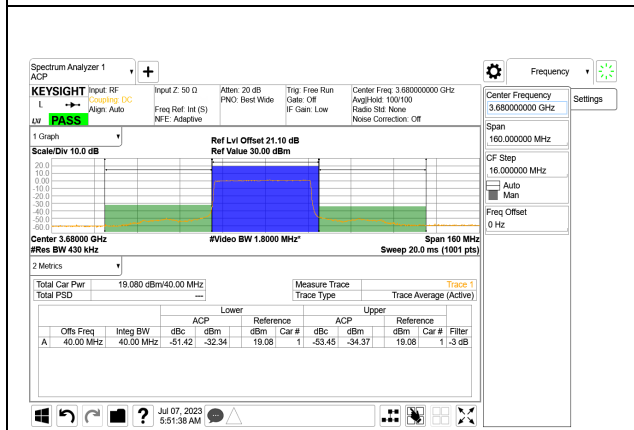 Spectrum Analyzer 1
ACP
Frequency
KEYSIGHT
Input: RF
Coupling: DC
Align: Auto
Input Z: 50 Ω
Freq Ref: Int (S)
NFE: Adaptive
Atten: 20 dB
PNO: Best Wide
Trig: Free Run
Gate: Off
IF Gain: Low
Center Freq: 3.680000000 GHz
Avg|Hold: 100/100
Radio Std: None
Noise Correction: Off
L
LXI PASS
Center Frequency
3.680000000 GHz
Settings
Span
160.000000 MHz
CF Step
16.000000 MHz
Auto
Man
Freq Offset
0 Hz
1 Graph
Scale/Div 10.0 dB
Ref Lvl Offset 21.10 dB
Ref Value 30.00 dBm
20.0
10.0
0.00
-10.0
-20.0
-30.0
-40.0
-50.0
-60.0
Center 3.68000 GHz
#Video BW 1.8000 MHz*
Span 160 MHz
#Res BW 430 kHz
Sweep 20.0 ms (1001 pts)
2 Metrics
Total Car Pwr 19.080 dBm/40.00 MHz Measure Trace Trace 1
Total PSD --- Trace Type Trace Average (Active)
Lower Upper
ACP Reference ACP Reference
Offs Freq Integ BW dBc dBm dBm Car # dBc dBm dBm Car # Filter
A 40.00 MHz 40.00 MHz -51.42 -32.34 19.08 1 -53.45 -34.37 19.08 1 -3 dB
Jul 07, 2023
5:51:38 AM